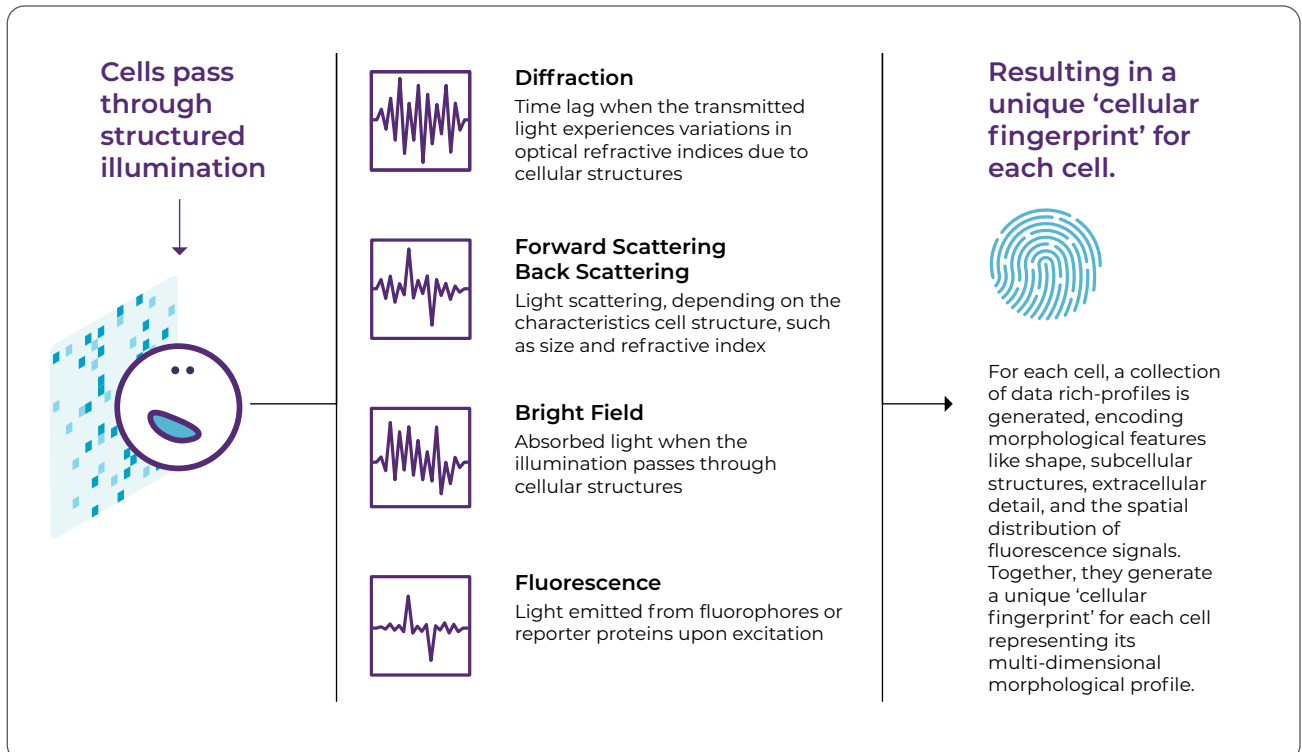 Cells pass
through
structured
illumination
Diffraction
Time lag when the transmitted
light experiences variations in
optical refractive indices due to
cellular structures
Forward Scattering
Back Scattering
Light scattering, depending on the
characteristics cell structure, such
as size and refractive index
Bright Field
Absorbed light when the
illumination passes through
cellular structures
Fluorescence
Light emitted from fluorophores or
reporter proteins upon excitation
Resulting in a
unique ‘cellular
fingerprint’ for
each cell.
For each cell, a collection
of data rich-profiles is
generated, encoding
morphological features
like shape, subcellular
structures, extracellular
detail, and the spatial
distribution of
fluorescence signals.
Together, they generate
a unique ‘cellular
fingerprint’ for each cell
representing its
multi-dimensional
morphological profile.